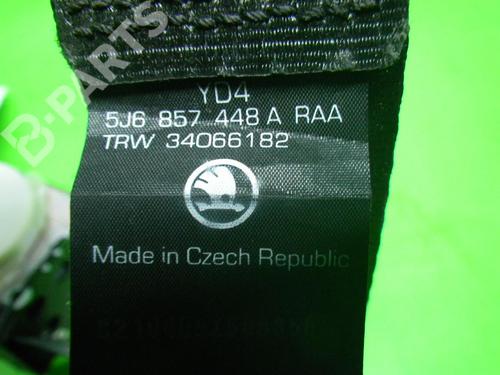 B-PARTS
YD4
5J6 857 448 A RAA
TRW 34066182
Made in Czech Republic